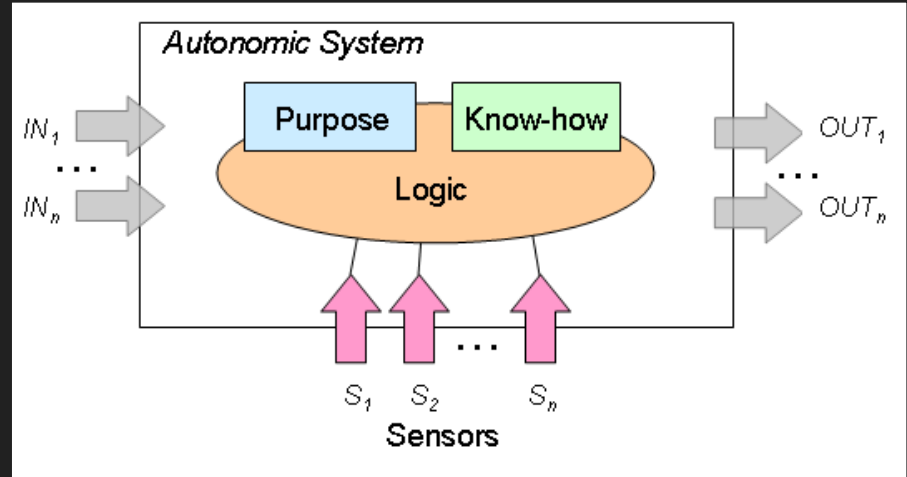 Autonomic System
Purpose
Know-how
Logic
IN1
...
INn
OUT1
...
OUTn
...
S1
S2
Sn
Sensors